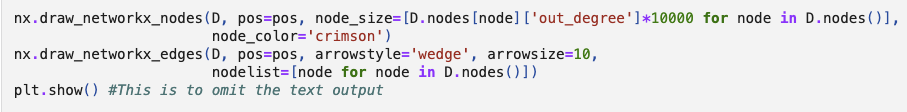 nx.draw_networkx_nodes(D, pos=pos, node_size=[D.nodes[node]['out_degree']*10000 for node in D.nodes()],
                       node_color='crimson')
nx.draw_networkx_edges(D, pos=pos, arrowstyle='wedge', arrowsize=10,
                       nodelist=[node for node in D.nodes()])
plt.show() #This is to omit the text output